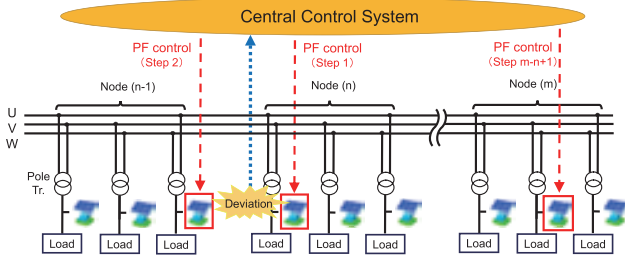 Central Control System
PF control
(Step 2)
PF control
(Step 1)
PF control
(Step m-n+1)
Node (n-1)
Node (n)
Node (m)
U
V
W
Pole
Tr.
Deviation
Load
Load
Load
Load
Load
Load
Load
Load
Load